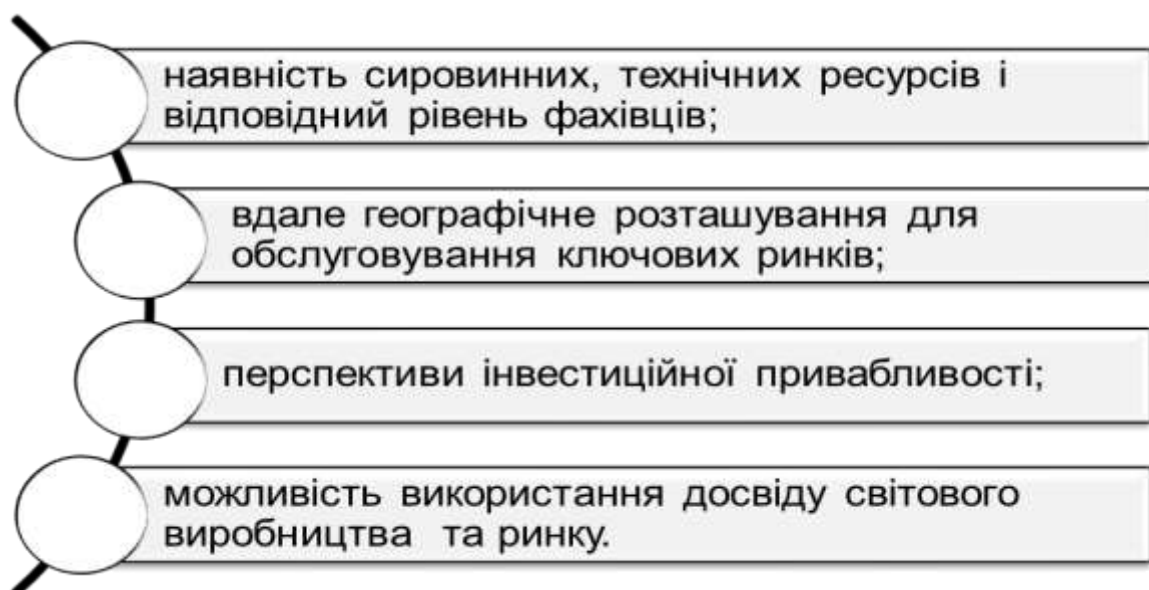 наявність сировинних, технічних ресурсів і
відповідний рівень фахівців;
вдале географічне розташування для
обслуговування ключових ринків;
перспективи інвестиційної привабливості;
можливість використання досвіду світового
виробництва та ринку.